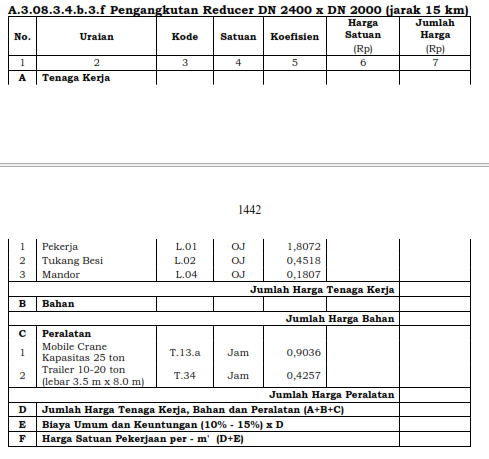 A.3.08.3.4.b.3.f Pengangkutan Reducer DN 2400 x DN 2000 (jarak 15 km)
No. Uraian Kode Satuan Koefisien Harga Satuan (Rp) Jumlah Harga (Rp)
1 2 3 4 5 6 7
A Tenaga Kerja
1442
1 Pekerja L.01 OJ 1,8072
2 Tukang Besi L.02 OJ 0,4518
3 Mandor L.04 OJ 0,1807
Jumlah Harga Tenaga Kerja
B Bahan
Jumlah Harga Bahan
C Peralatan
1 Mobile Crane Kapasitas 25 ton T.13.a Jam 0,9036
2 Trailer 10-20 ton (lebar 3.5 m x 8.0 m) T.34 Jam 0,4257
Jumlah Harga Peralatan
D Jumlah Harga Tenaga Kerja, Bahan dan Peralatan (A+B+C)
E Biaya Umum dan Keuntungan (10% - 15%) x D
F Harga Satuan Pekerjaan per - m' (D+E)